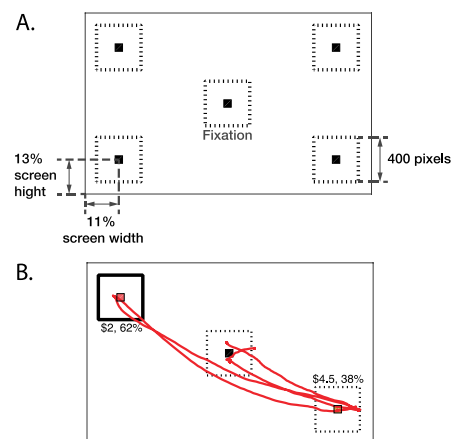 A.
Fixation
13%
screen
hight
400 pixels
11%
screen width
B.
$2, 62%
$4.5, 38%